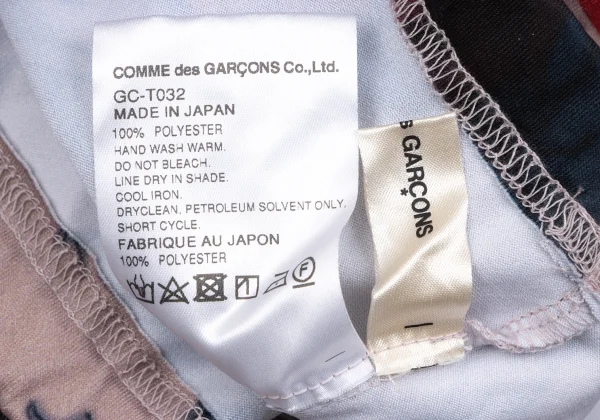 COMME des GARÇONS Co.,Ltd.
GC-T032
MADE IN JAPAN
100% POLYESTER
HAND WASH WARM.
DO NOT BLEACH.
LINE DRY IN SHADE.
COOL IRON.
DRYCLEAN, PETROLEUM SOLVENT ONLY.
SHORT CYCLE.
FABRIQUE AU JAPON
100% POLYESTER
F
GARÇONS